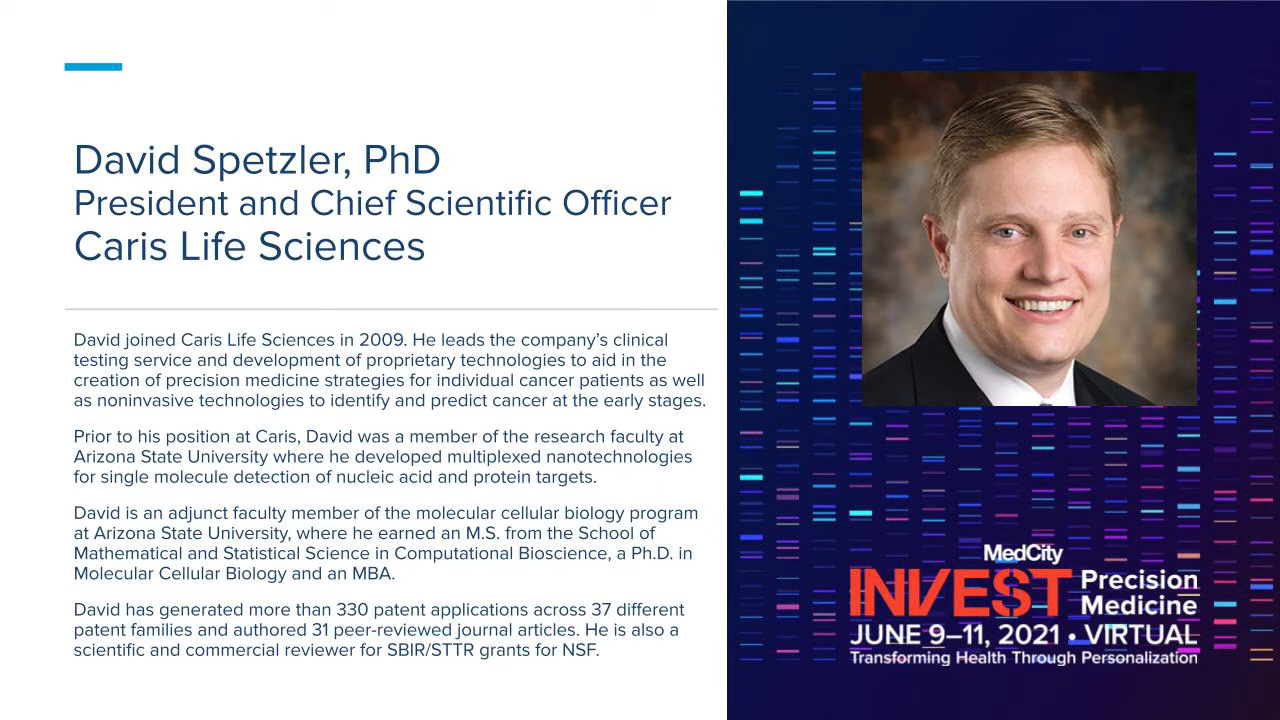 David Spetzler, PhD
President and Chief Scientific Officer
Caris Life Sciences
David joined Caris Life Sciences in 2009. He leads the company’s clinical
testing service and development of proprietary technologies to aid in the
creation of precision medicine strategies for individual cancer patients as well
as noninvasive technologies to identify and predict cancer at the early stages.
Prior to his position at Caris, David was a member of the research faculty at
Arizona State University where he developed multiplexed nanotechnologies
for single molecule detection of nucleic acid and protein targets.
David is an adjunct faculty member of the molecular cellular biology program
at Arizona State University, where he earned an M.S. from the School of
Mathematical and Statistical Science in Computational Bioscience, a Ph.D. in
Molecular Cellular Biology and an MBA.
David has generated more than 330 patent applications across 37 different
patent families and authored 31 peer-reviewed journal articles. He is also a
scientific and commercial reviewer for SBIR/STTR grants for NSF.
MedCity
INVEST Precision
Medicine
JUNE 9–11, 2021 • VIRTUAL
Transforming Health Through Personalization